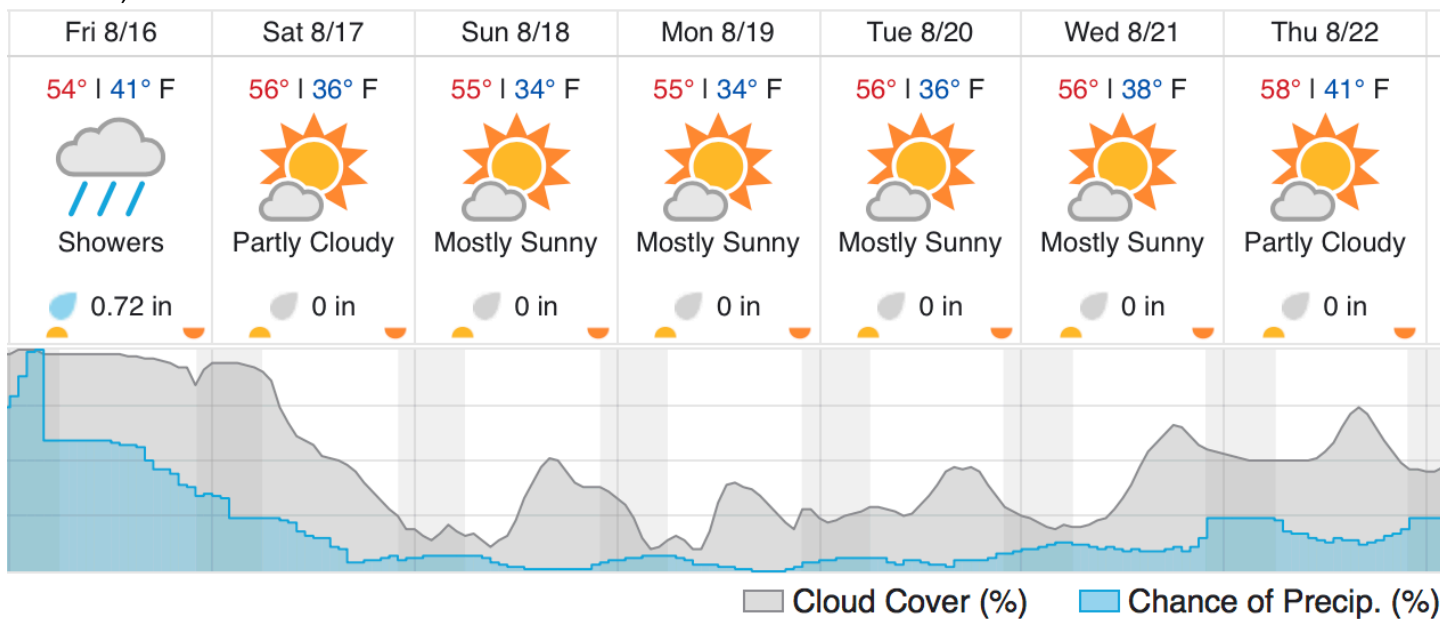 Fri 8/16 Sat 8/17 Sun 8/18 Mon 8/19 Tue 8/20 Wed 8/21 Thu 8/22
54° | 41° F 56° | 36° F 55° | 34° F 55° | 34° F 56° | 36° F 56° | 38° F 58° | 41° F
Showers Partly Cloudy Mostly Sunny Mostly Sunny Mostly Sunny Mostly Sunny Partly Cloudy
0.72 in 0 in 0 in 0 in 0 in 0 in 0 in
Cloud Cover (%) Chance of Precip. (%)